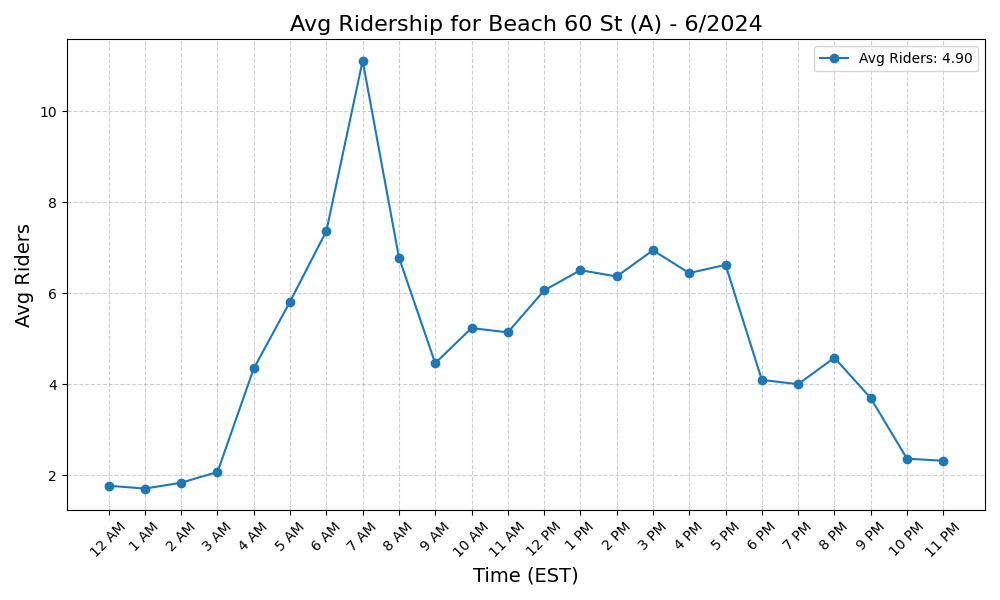 Avg Ridership for Beach 60 St (A) - 6/2024
Avg Riders: 4.90
Avg Riders
10
8
6
4
2
12 AM
1 AM
2 AM
3 AM
4 AM
5 AM
6 AM
7 AM
8 AM
9 AM
10 AM
11 AM
12 PM
1 PM
2 PM
3 PM
4 PM
5 PM
6 PM
7 PM
8 PM
9 PM
10 PM
11 PM
Time (EST)